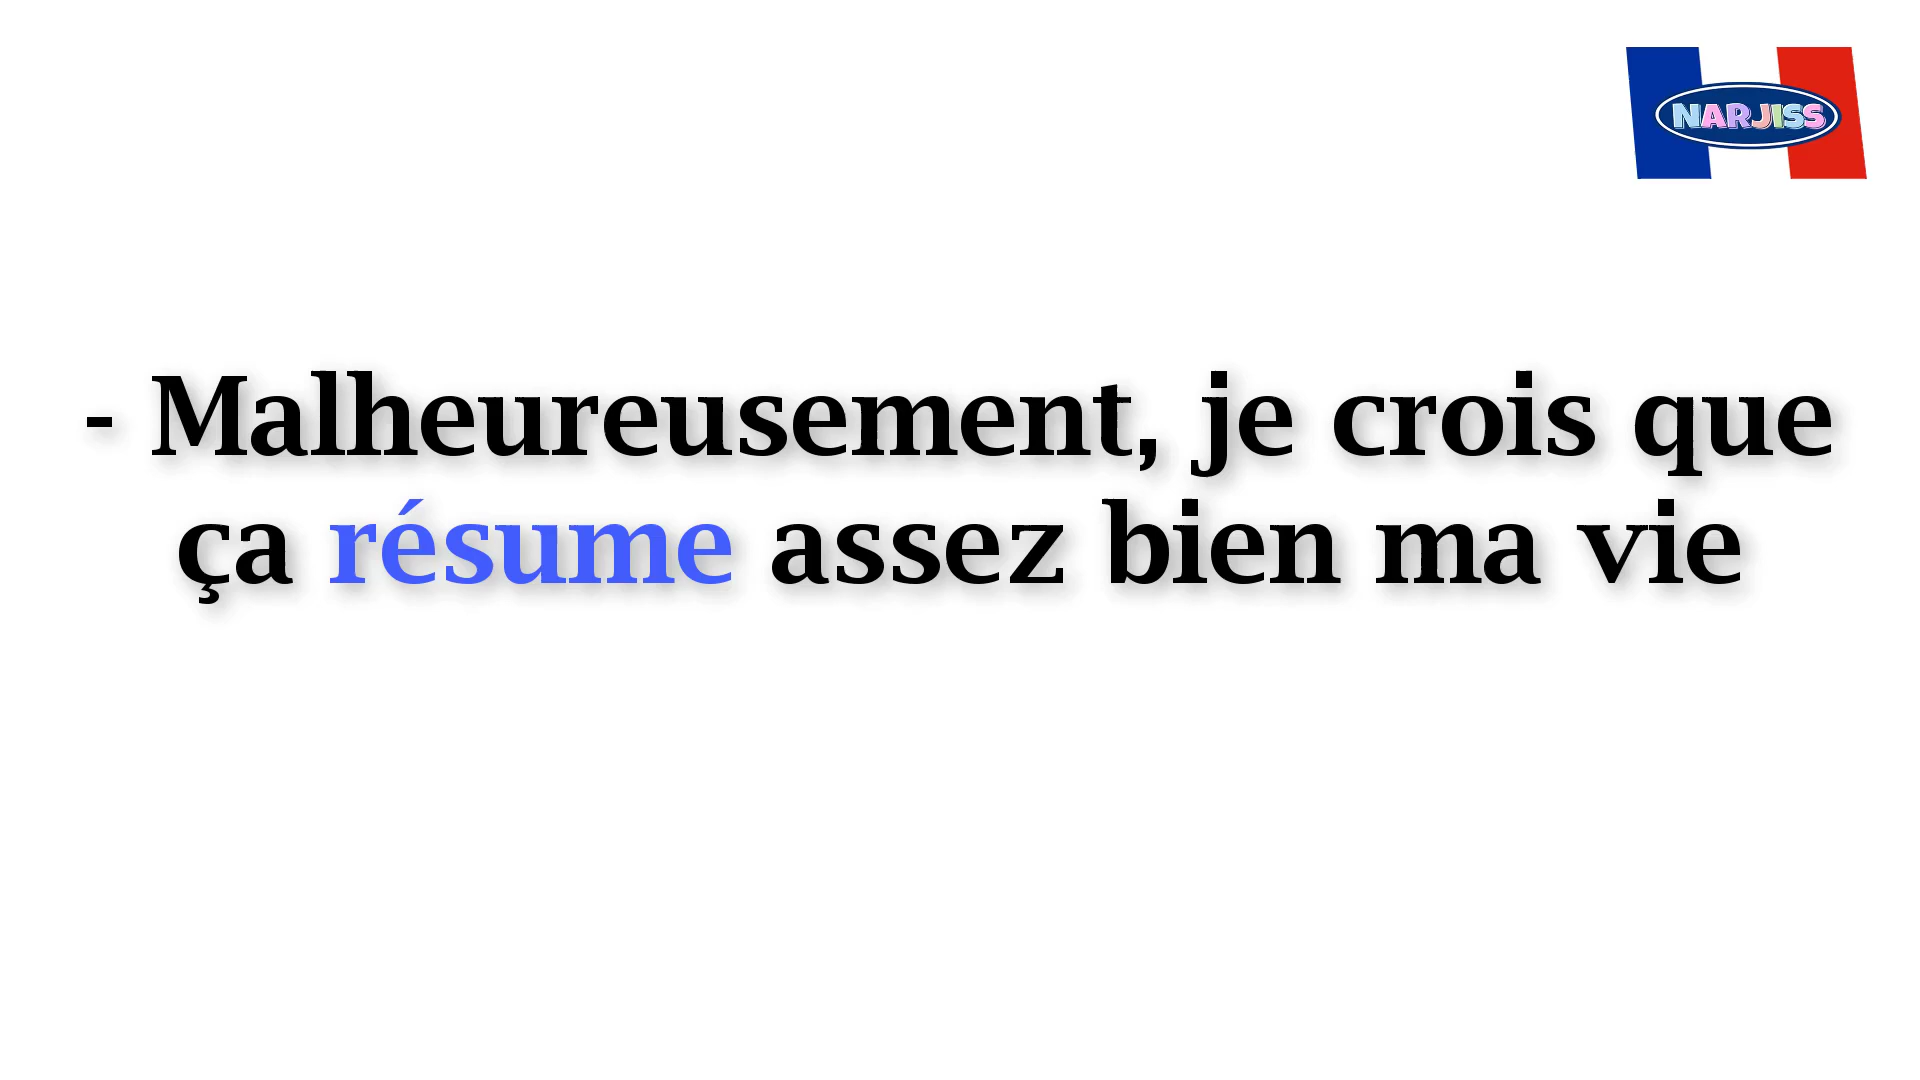 NARJISS
- Malheureusement, je crois que
ça résume assez bien ma vie